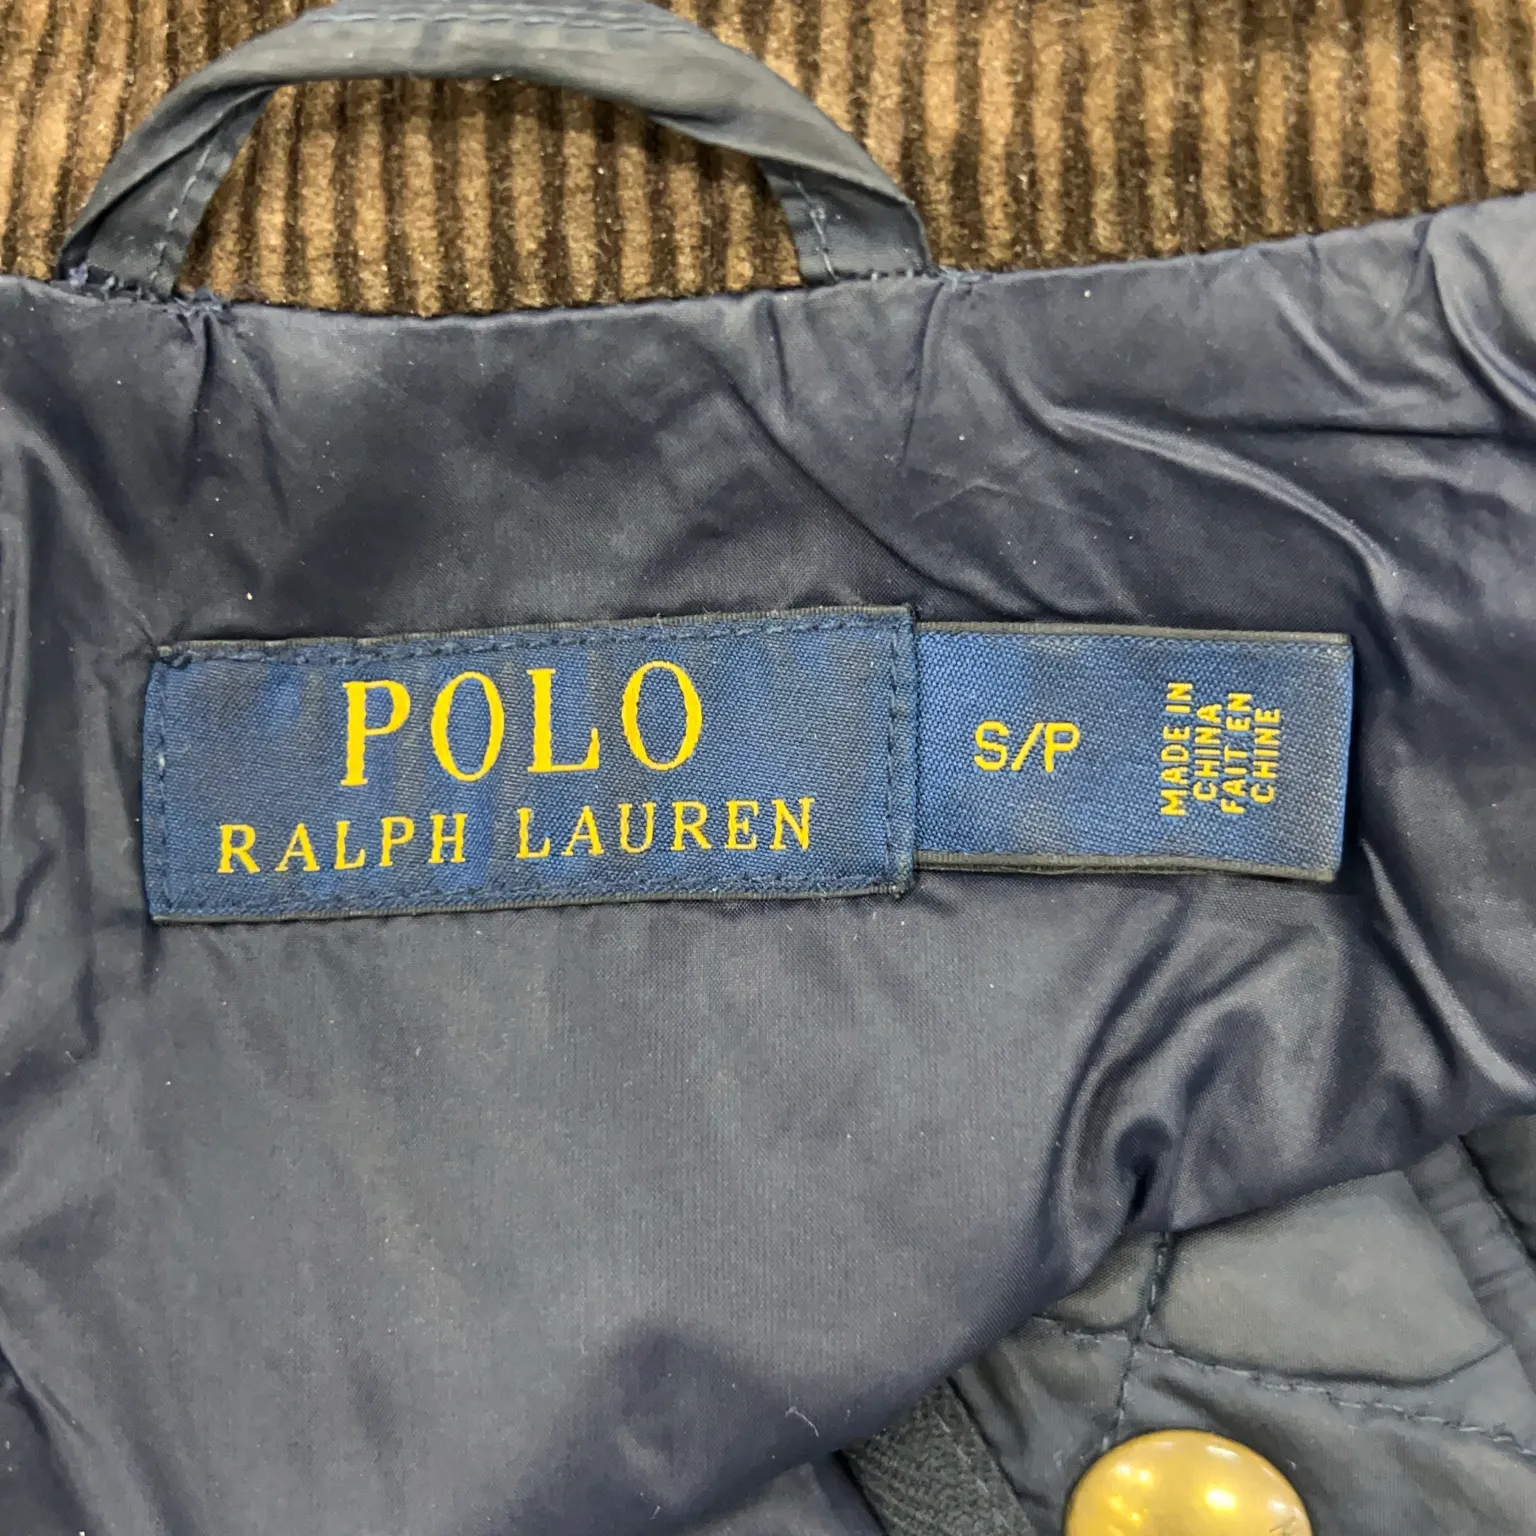 POLO
RALPH LAUREN
S/P
MADE IN
CHINA
FAIT EN
CHINE